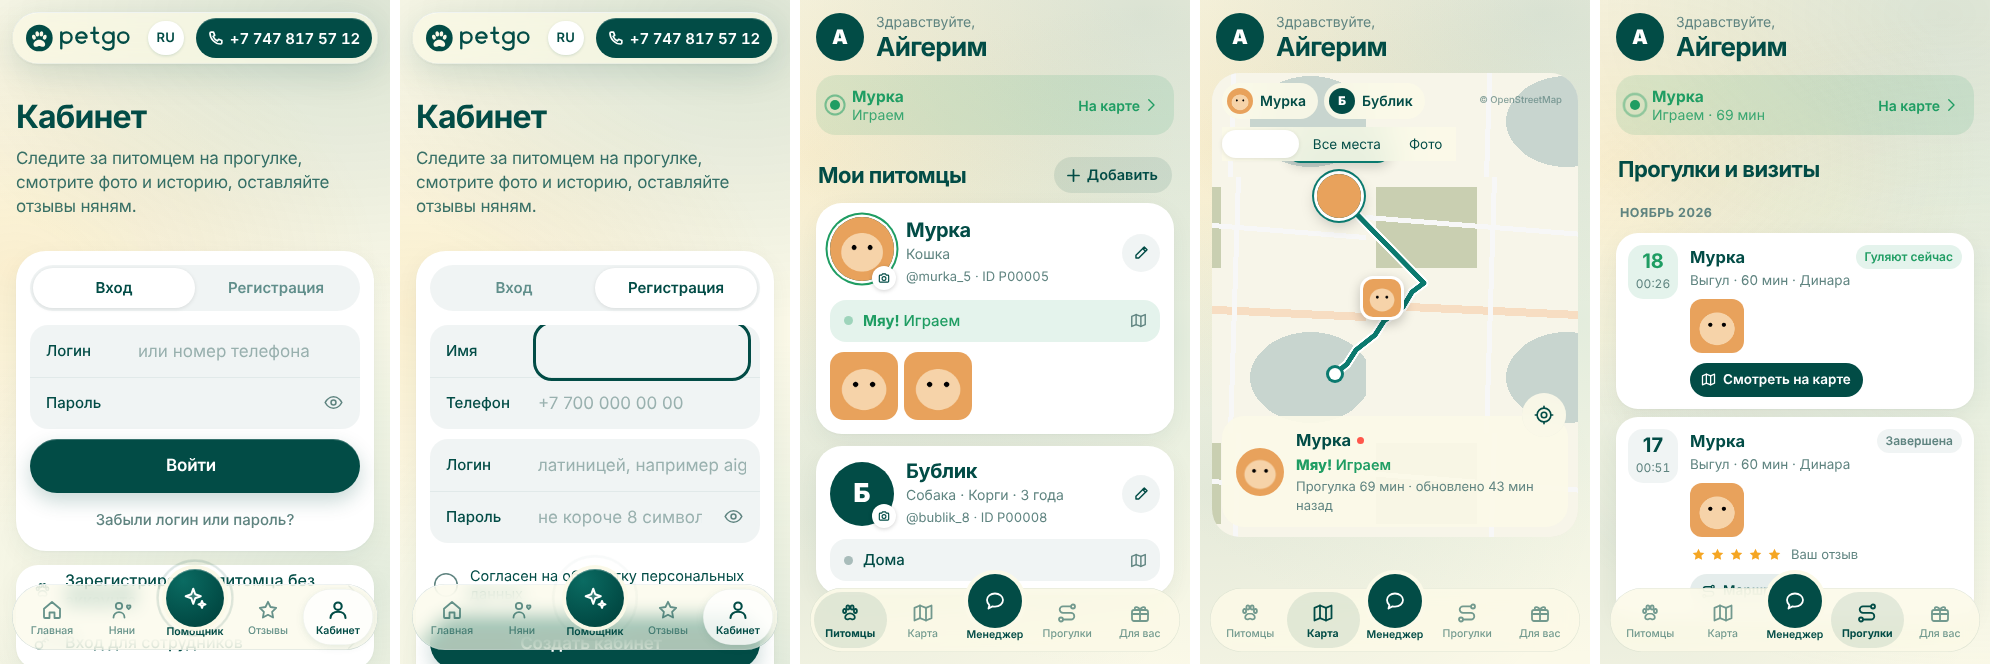 petgo
RU
+7 747 817 57 12
Кабинет
Следите за питомцем на прогулке,
смотрите фото и историю, оставляйте
отзывы няням.
Вход
Регистрация
Логин
или номер телефона
Пароль
Войти
Забыли логин или пароль?
Вход для сотрудников
Главная
Няни
Помощник
Отзывы
Кабинет
petgo
RU
+7 747 817 57 12
Кабинет
Следите за питомцем на прогулке,
смотрите фото и историю, оставляйте
отзывы няням.
Вход
Регистрация
Имя
Телефон
+7 700 000 00 00
Логин
латиницей, например aig
Пароль
не короче 8 символ
Согласен на
персональных
Создать кабинет
Главная
Няни
Помощник
Отзывы
Кабинет
А
Здравствуйте,
Айгерим
Мурка
Играем
На карте
Мои питомцы
Добавить
Мурка
Кошка
@murka_5 · ID P00005
Мяу! Играем
Б
Бублик
Собака · Корги · 3 года
@bublik_8 · ID P00008
Дома
Питомцы
Карта
Менеджер
Прогулки
Для вас
А
Здравствуйте,
Айгерим
Мурка
Б
Бублик
© OpenStreetMap
Все места
Фото
Мурка
Мяу! Играем
Прогулка 69 мин · обновлено 43 мин
назад
Питомцы
Карта
Менеджер
Прогулки
Для вас
А
Здравствуйте,
Айгерим
Мурка
Играем · 69 мин
На карте
Прогулки и визиты
НОЯБРЬ 2026
18
00:26
Мурка
Гуляют сейчас
Выгул · 60 мин · Динара
Смотреть на карте
17
00:51
Мурка
Завершена
Выгул · 60 мин · Динара
Ваш отзыв
Питомцы
Карта
Менеджер
Прогулки
Для вас